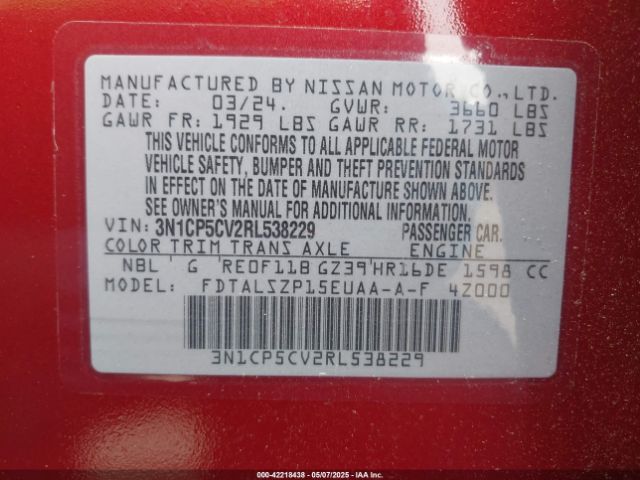 MANUFACTURED BY NISSAN MOTOR CO.,LTD.
DATE: 03/24. GVWR: 3660 LBS
GAWR FR: 1929 LBS GAWR RR: 1731 LBS
THIS VEHICLE CONFORMS TO ALL APPLICABLE FEDERAL MOTOR
VEHICLE SAFETY, BUMPER AND THEFT PREVENTION STANDARDS
IN EFFECT ON THE DATE OF MANUFACTURE SHOWN ABOVE.
SEE OWNER'S MANUAL FOR ADDITIONAL INFORMATION.
VIN: 3N1CP5CV2RL538229 PASSENGER CAR.
COLOR TRIM TRANS AXLE ENGINE
NBL G RE0F11B GZ39 HR16DE 1598 CC
MODEL: FDTALSZP15EUAA-A-F 4Z000
3N1CP5CV2RL538229
000-42218438 - 05/07/2025 - IAA Inc.